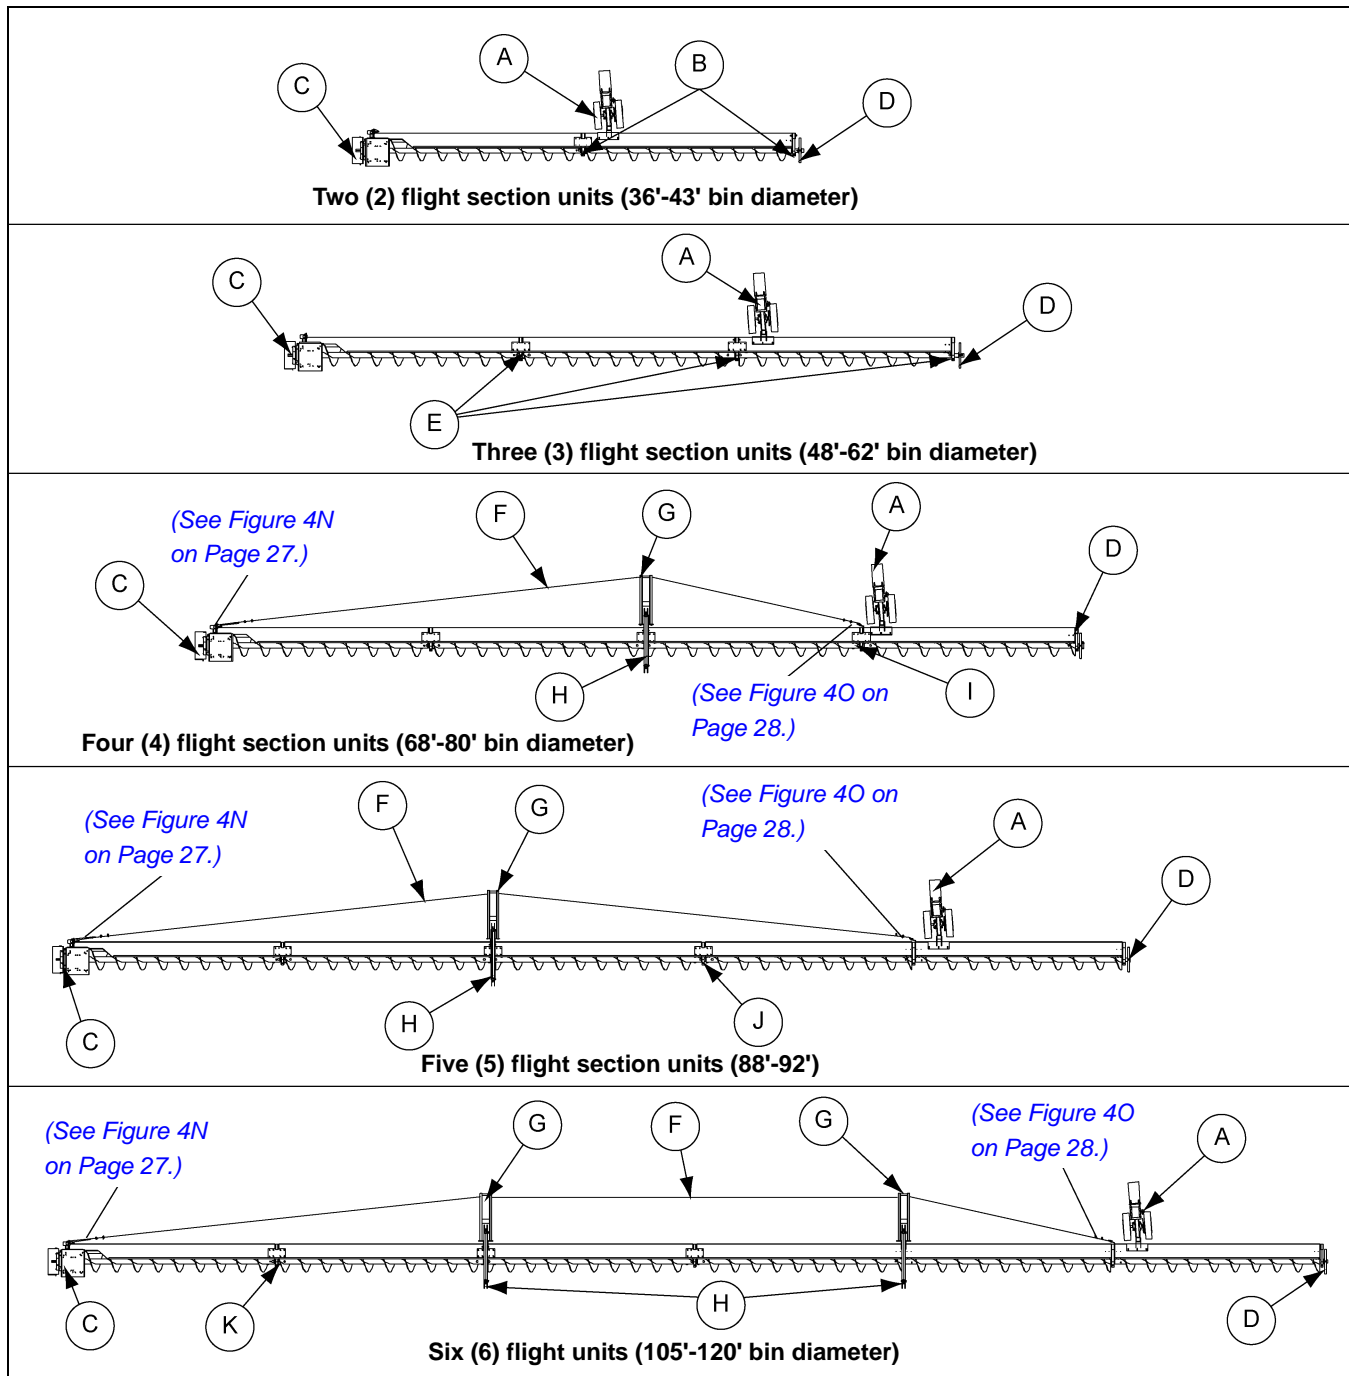 A
B
C
D
Two (2) flight section units (36'-43' bin diameter)
A
C
D
E
Three (3) flight section units (48'-62' bin diameter)
(See Figure 4N
on Page 27.)
F
G
A
D
C
H
(See Figure 4O on
Page 28.)
I
Four (4) flight section units (68'-80' bin diameter)
(See Figure 4N
on Page 27.)
F
G
(See Figure 4O on
Page 28.)
A
D
C
H
J
Five (5) flight section units (88'-92')
(See Figure 4N
on Page 27.)
G
F
G
(See Figure 4O
on Page 28.)
A
C
K
H
D
Six (6) flight units (105'-120' bin diameter)